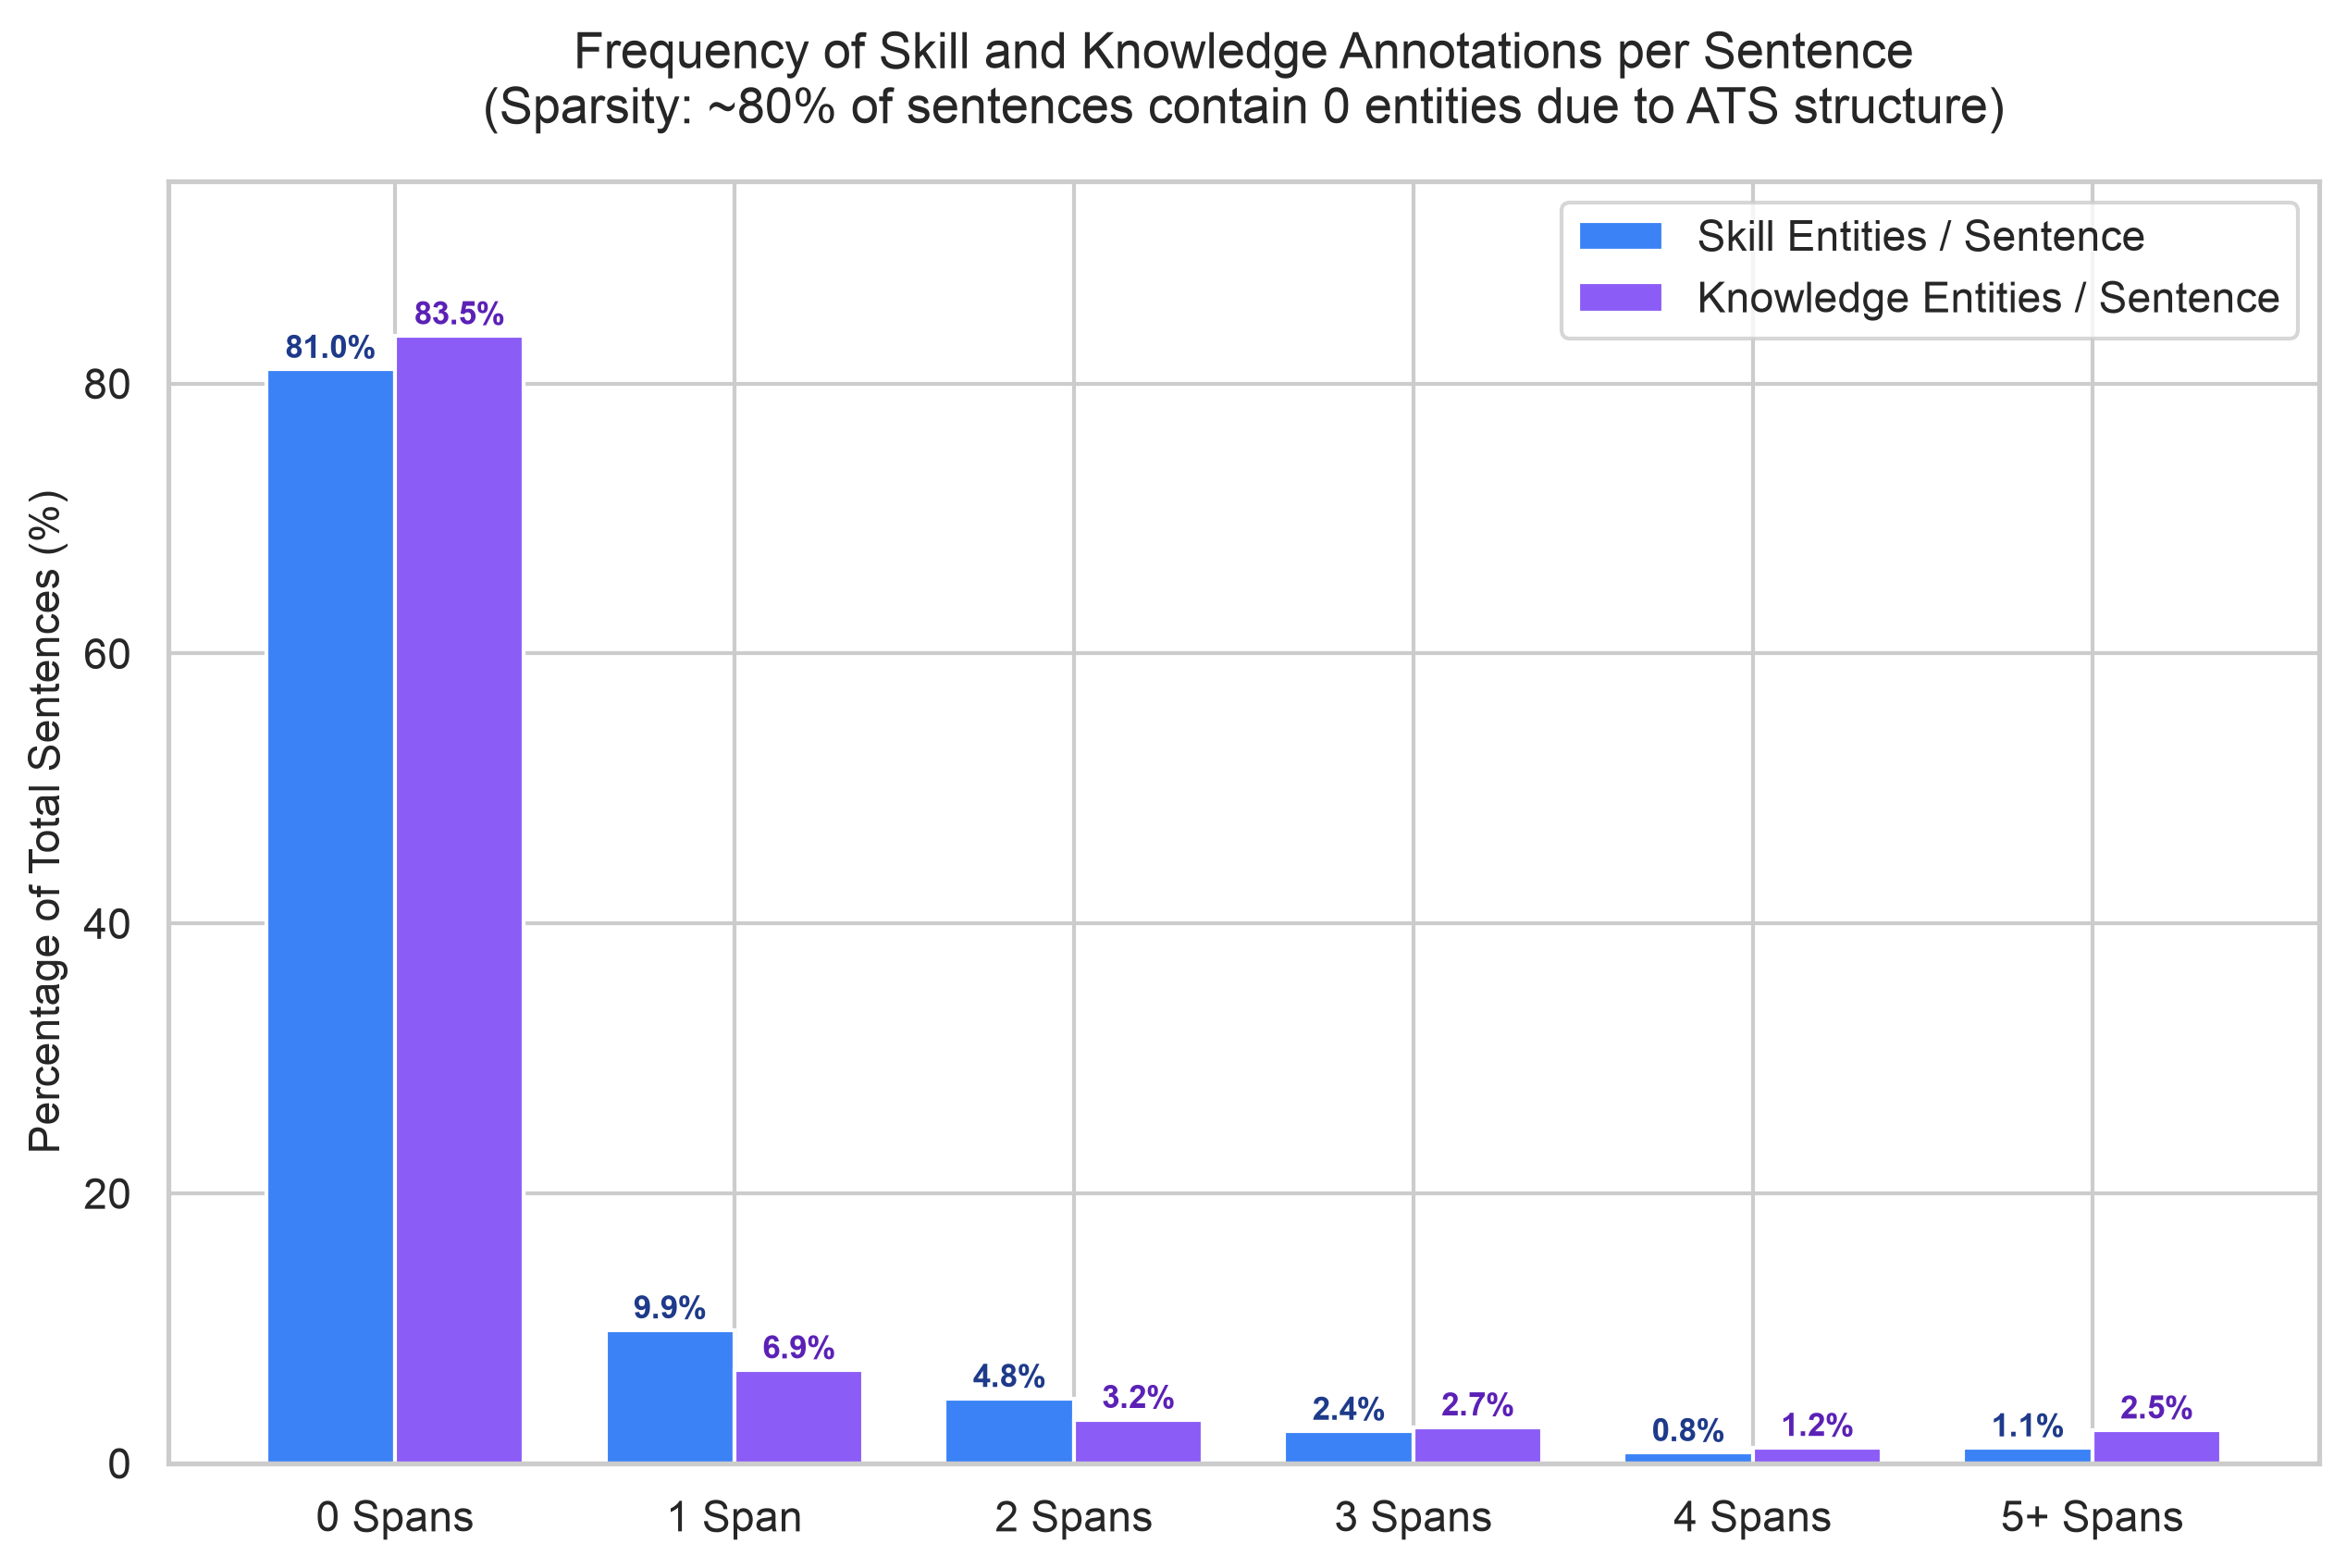 Frequency of Skill and Knowledge Annotations per Sentence
(Sparsity: ~80% of sentences contain 0 entities due to ATS structure)
Skill Entities / Sentence
Knowledge Entities / Sentence
Percentage of Total Sentences (%)
80
60
40
20
0
81.0%
83.5%
9.9%
6.9%
4.8%
3.2%
2.4%
2.7%
0.8%
1.2%
1.1%
2.5%
0 Spans
1 Span
2 Spans
3 Spans
4 Spans
5+ Spans